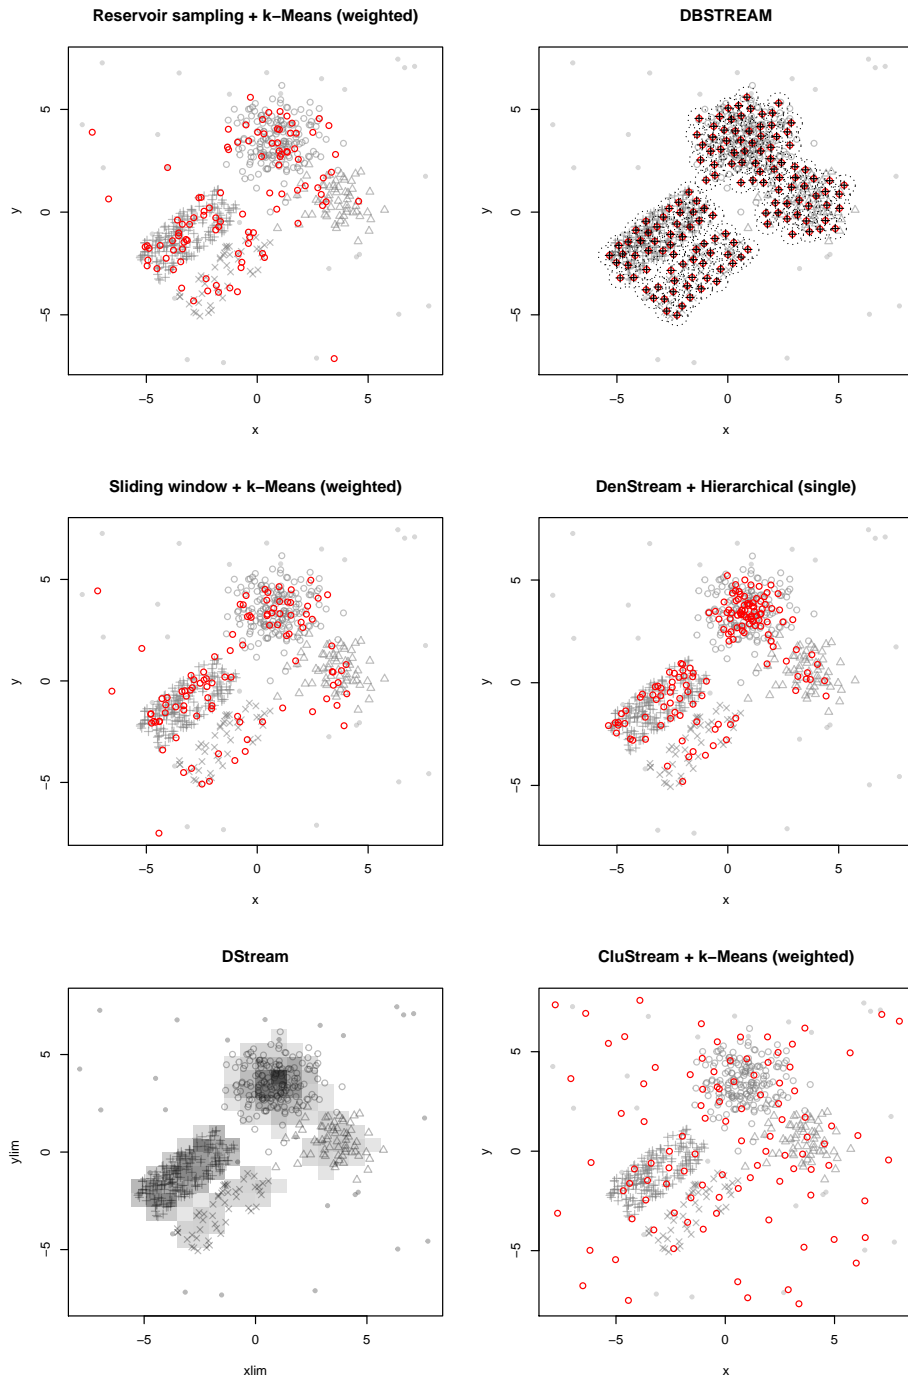 Reservoir sampling + k−Means (weighted)
5
0
−5
y
−5 0 5
x
DBSTREAM
5
0
−5
y
−5 0 5
x
Sliding window + k−Means (weighted)
5
0
−5
y
−5 0 5
x
DenStream + Hierarchical (single)
5
0
−5
y
−5 0 5
x
DStream
5
0
−5
ylim
−5 0 5
xlim
CluStream + k−Means (weighted)
5
0
−5
y
−5 0 5
x